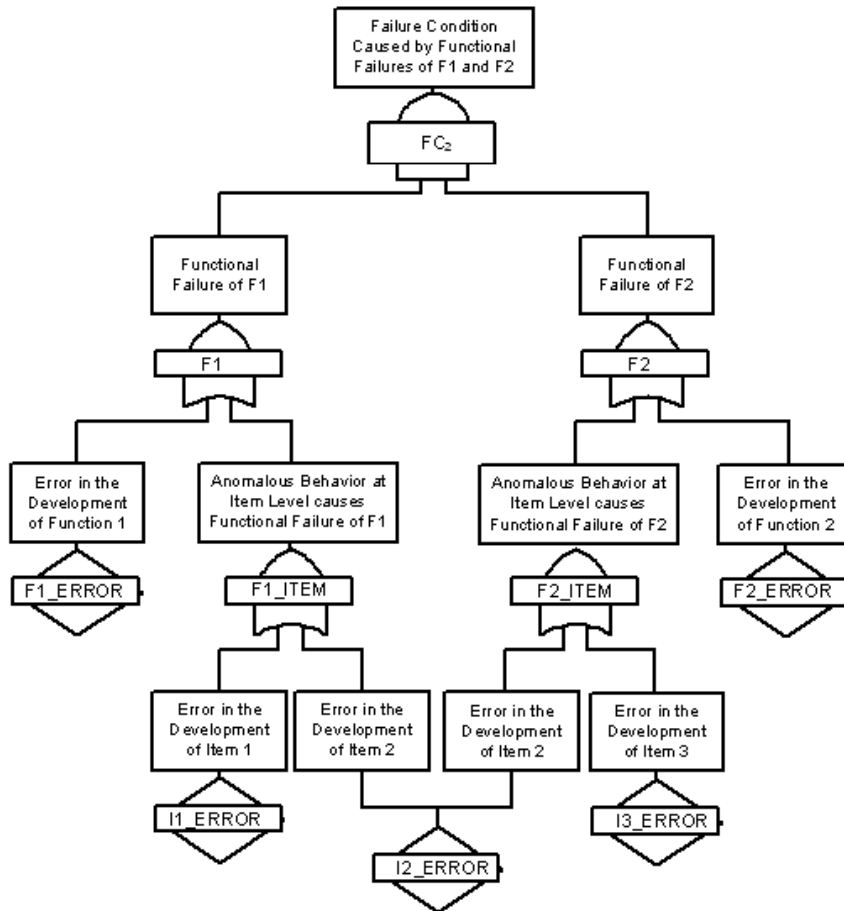 Failure Condition
Caused by Functional
Failures of F1 and F2
FC₂
Functional
Failure of F1
Functional
Failure of F2
F1
F2
Error in the
Development
of Function 1
Anomalous Behavior at
Item Level causes
Functional Failure of F1
Anomalous Behavior at
Item Level causes
Functional Failure of F2
Error in the
Development
of Function 2
F1_ERROR
F1_ITEM
F2_ITEM
F2_ERROR
Error in the
Development
of Item 1
Error in the
Development
of Item 2
Error in the
Development
of Item 2
Error in the
Development
of Item 3
I1_ERROR
I2_ERROR
I3_ERROR